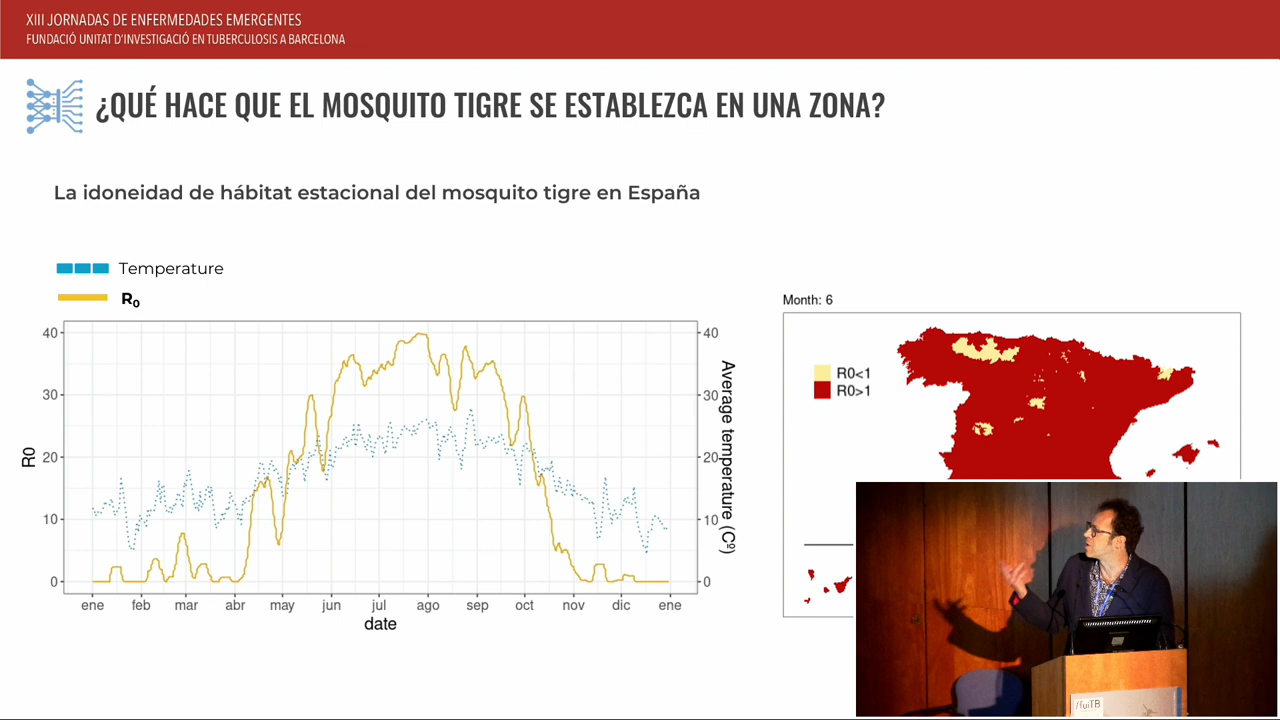 XIII JORNADAS DE ENFERMEDADES EMERGENTES
FUNDACIÓ UNITAT D'INVESTIGACIÓ EN TUBERCULOSIS A BARCELONA
¿QUÉ HACE QUE EL MOSQUITO TIGRE SE ESTABLEZCA EN UNA ZONA?
La idoneidad de hábitat estacional del mosquito tigre en España
Temperature
R₀
40
30
20
10
0
R0
40
30
20
10
0
Average temperature (Cº)
ene feb mar abr may jun jul ago sep oct nov dic ene
date
Month: 6
R0<1
R0>1
fuiTB